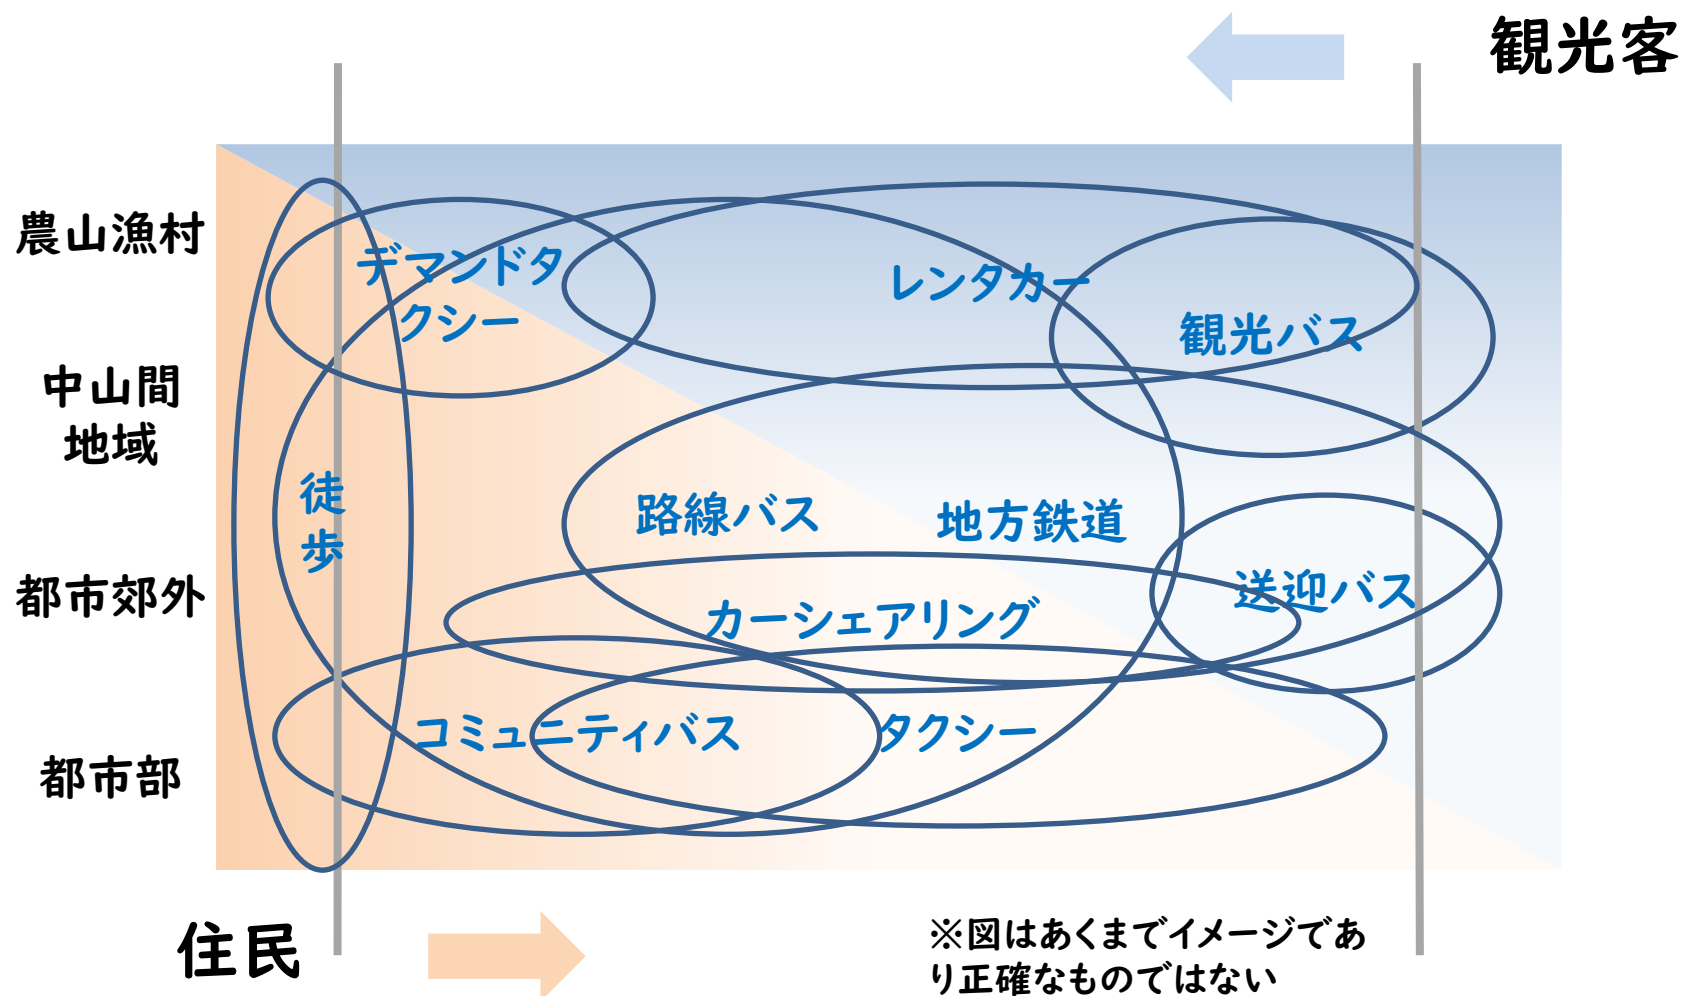 観光客
農山漁村
デマンドタ
クシー
レンタカー
観光バス
中山間
地域
徒
歩
路線バス
地方鉄道
都市郊外
送迎バス
カーシェアリング
コミュニティバス
タクシー
都市部
住民
※図はあくまでイメージであ
り正確なものではない